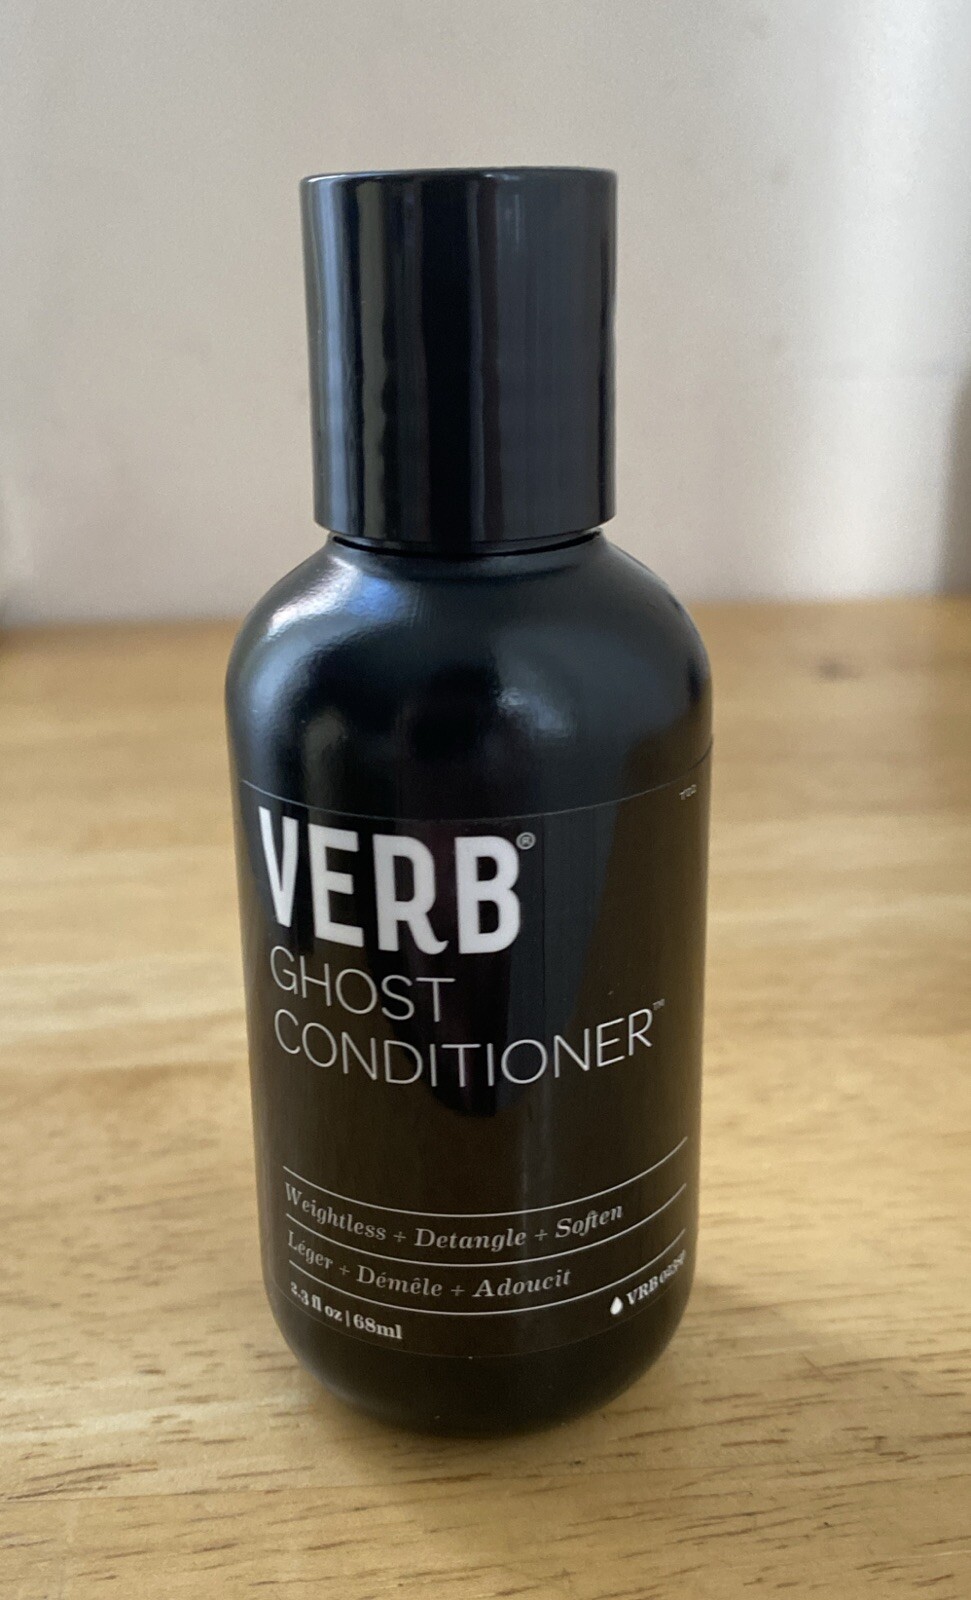 VERB®
GHOST
CONDITIONER™
Weightless + Detangle + Soften
Léger + Démêle + Adoucit
2.3 fl oz | 68ml